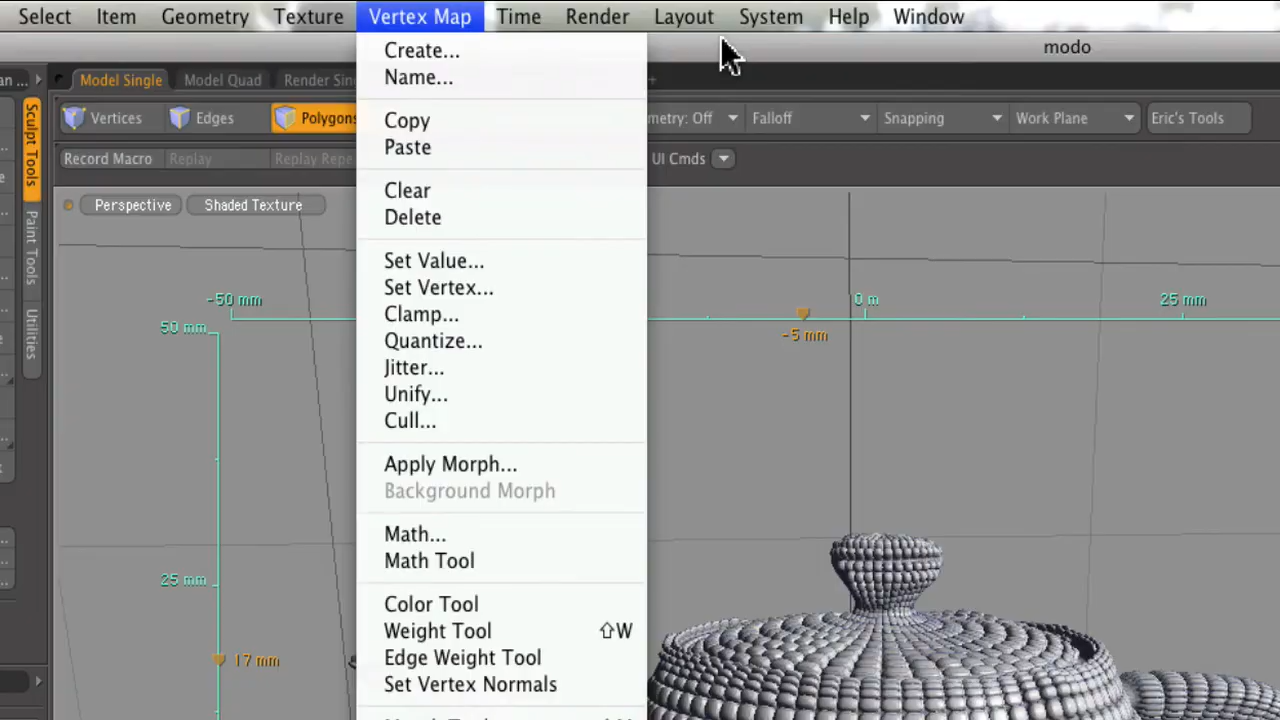 Select Item Geometry Texture Vertex Map Time Render Layout System Help Window
modo
Model Single Model Quad
Vertices Edges Polygons
Falloff Snapping Work Plane Eric's Tools
Record Macro Replay
UI Cmds
Sculpt Tools
Paint Tools
Utilities
Perspective Shaded Texture
Create...
Name...
Copy
Paste
Clear
Delete
Set Value...
Set Vertex...
Clamp...
Quantize...
Jitter...
Unify...
Cull...
Apply Morph...
Background Morph
Math...
Math Tool
Color Tool
Weight Tool ⇧W
Edge Weight Tool
Set Vertex Normals
-50 mm
50 mm
0 m
25 mm
-5 mm
25 mm
17 mm